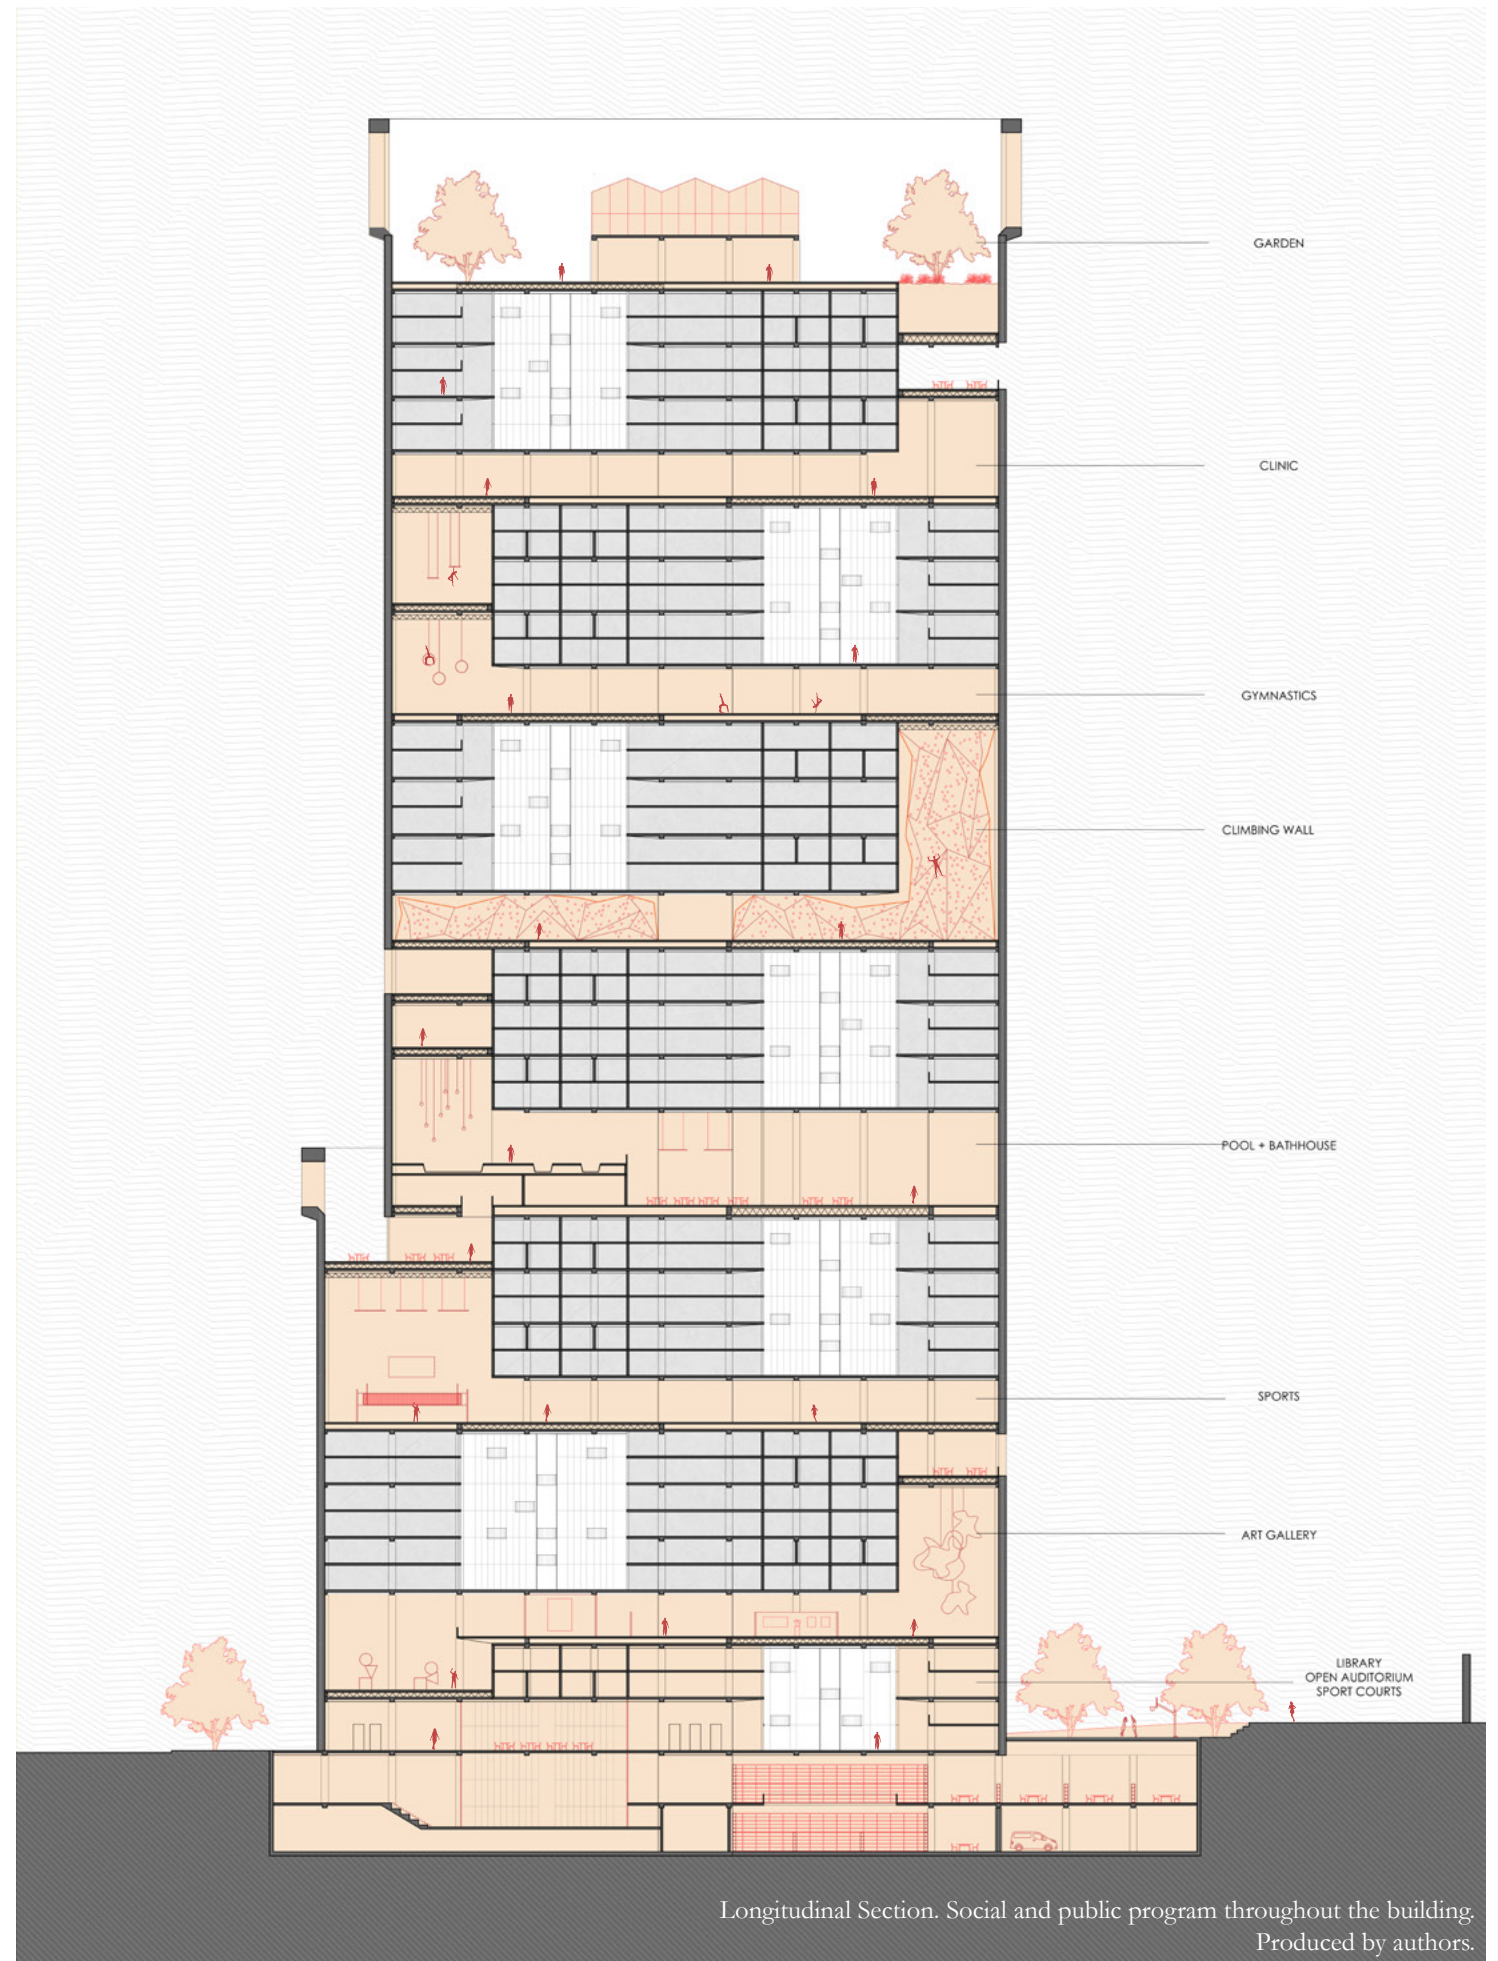 GARDEN
CLINIC
GYMNASTICS
CLIMBING WALL
POOL + BATHHOUSE
SPORTS
ART GALLERY
LIBRARY
OPEN AUDITORIUM
SPORT COURTS
Longitudinal Section. Social and public program throughout the building.
Produced by authors.